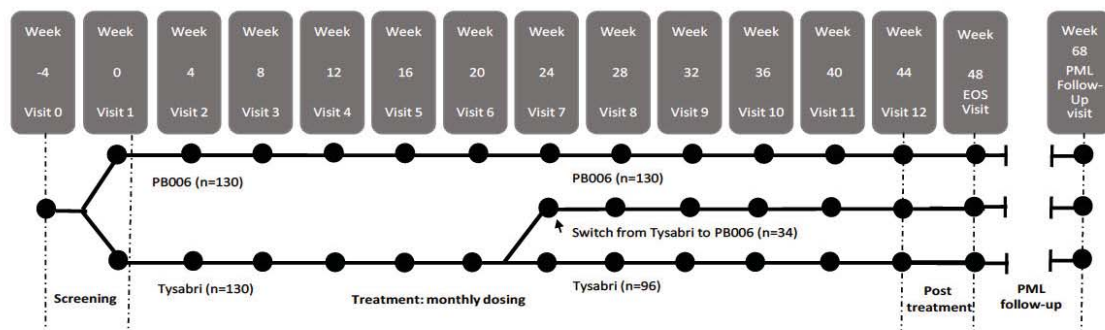 Week -4 Visit 0
Week 0 Visit 1
Week 4 Visit 2
Week 8 Visit 3
Week 12 Visit 4
Week 16 Visit 5
Week 20 Visit 6
Week 24 Visit 7
Week 28 Visit 8
Week 32 Visit 9
Week 36 Visit 10
Week 40 Visit 11
Week 44 Visit 12
Week 48 EOS Visit
Week 68 PML Follow-Up visit
PB006 (n=130)
PB006 (n=130)
Switch from Tysabri to PB006 (n=34)
Tysabri (n=130)
Tysabri (n=96)
Screening
Treatment: monthly dosing
Post treatment
PML follow-up